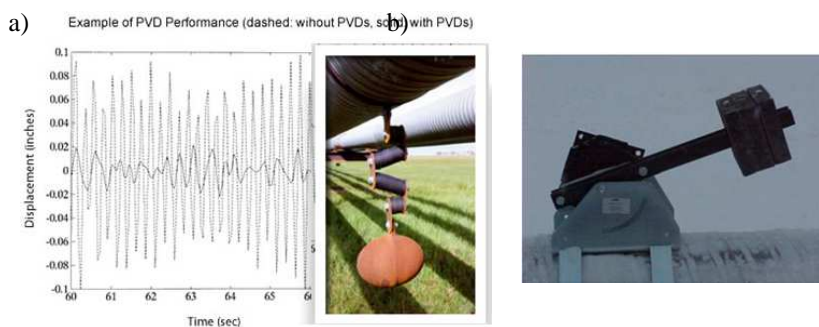 a)
b)
Example of PVD Performance (dashed: wihout PVDs, with PVDs)
0.1
0.08
0.06
0.04
0.02
0
-0.02
-0.04
-0.06
-0.08
-0.1
Displacement (inches)
60 61 62 63 64 65
Time (sec)